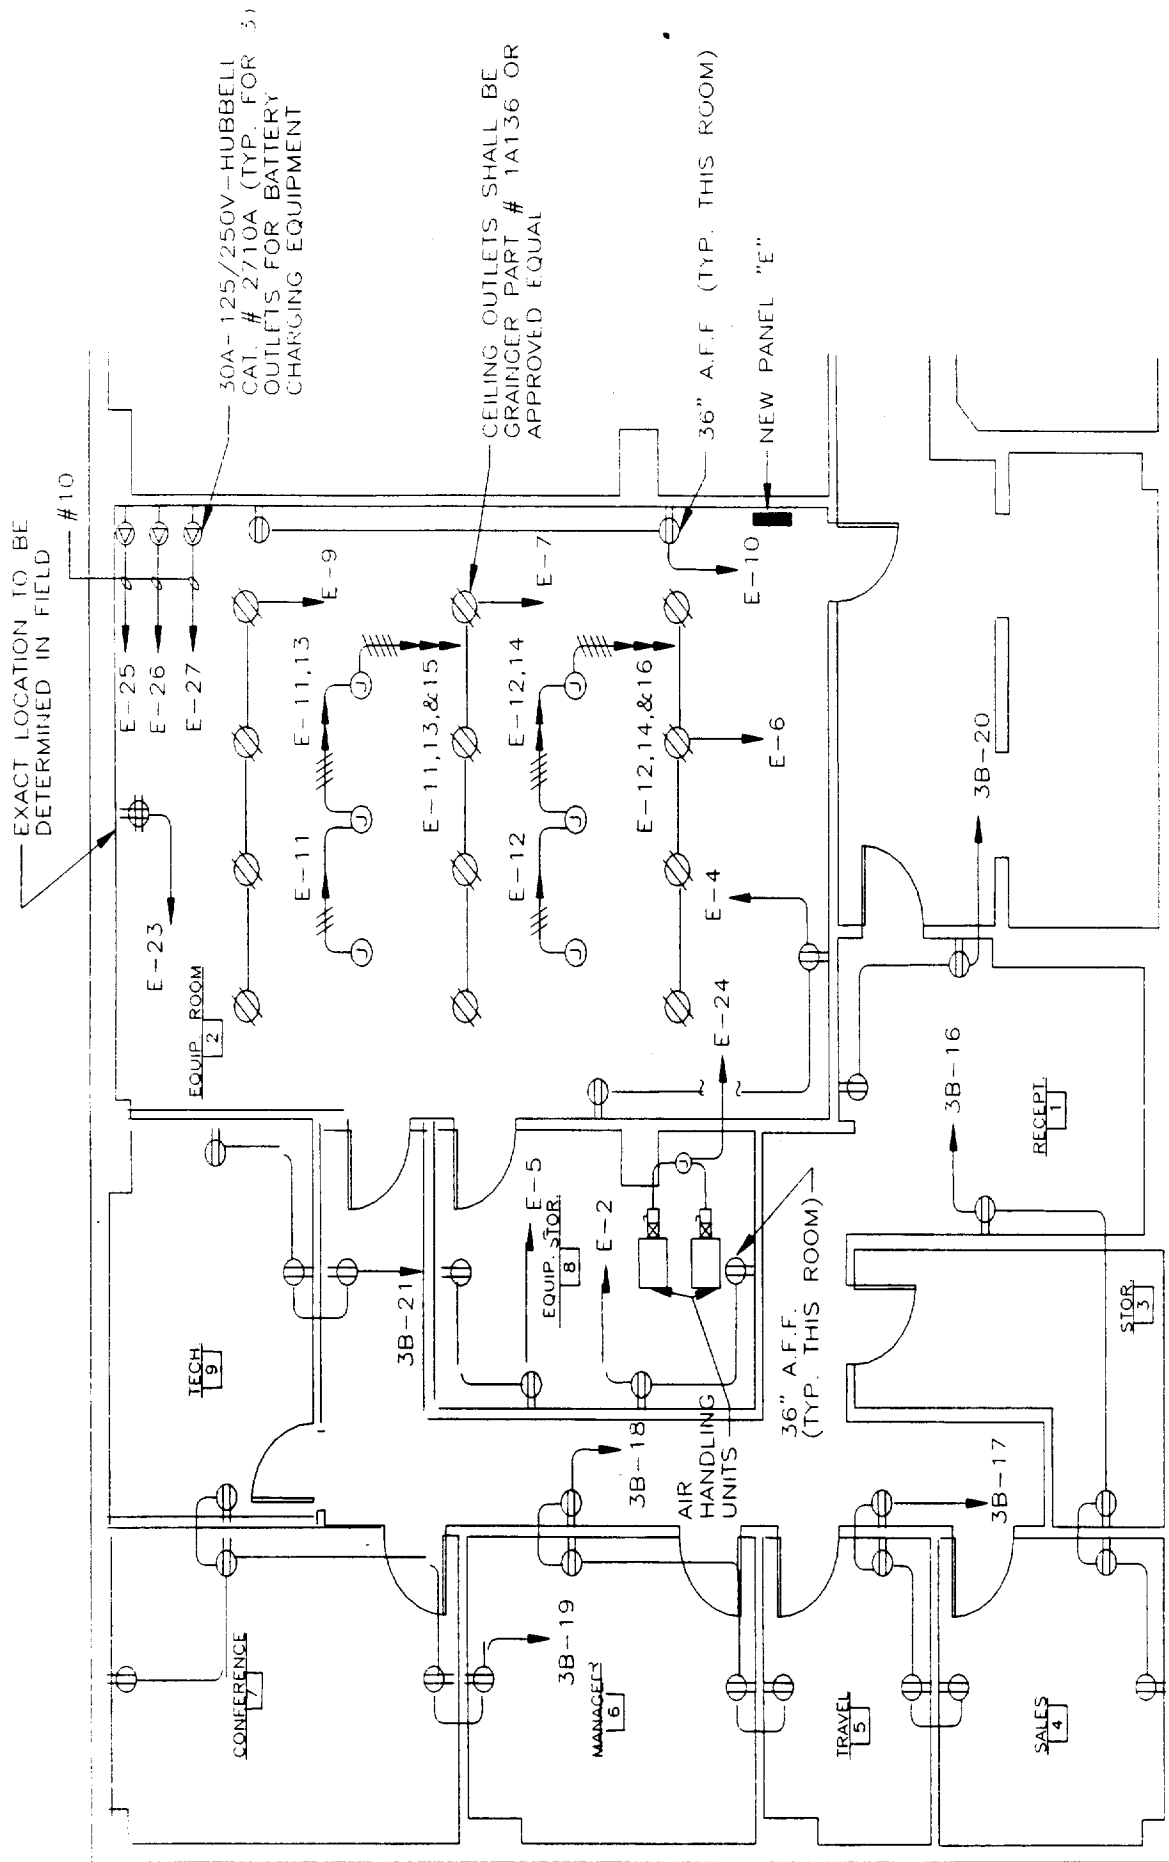 EXACT LOCATION TO BE
DETERMINED IN FIELD
#10
30A-125/250V-HUBBELL
CAT. # 2710A (TYP. FOR 3)
OUTLETS FOR BATTERY
CHARGING EQUIPMENT
CEILING OUTLETS SHALL BE
GRAINGER PART # 1A136 OR
APPROVED EQUAL
36" A.F.F (TYP. THIS ROOM)
NEW PANEL "E"
E-25
E-26
E-27
E-23
E-9
E-11
E-11,13
E-11,13,&15
E-7
E-12
E-12,14
E-12,14,&16
E-10
E-6
E-4
E-24
EQUIP. ROOM
2
TECH
9
3B-21
E-5
EQUIP. STOR.
8
E-2
AIR
HANDLING
UNITS
36" A.F.F.
(TYP. THIS ROOM)
3B-20
3B-16
RECEPT.
1
STOR.
3
CONFERENCE
7
3B-18
3B-19
MANAGER
6
3B-17
TRAVEL
5
SALES
4
J
J
J
J
J
J
J